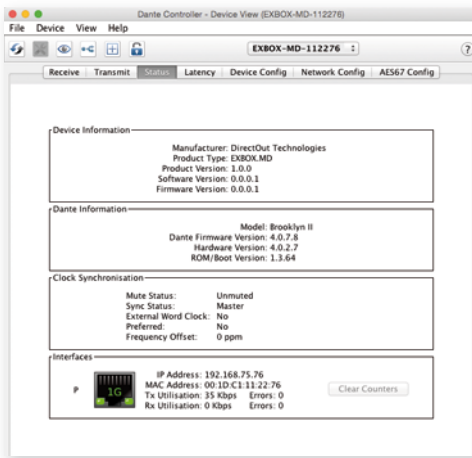 Dante Controller - Device View (EXBOX-MD-112276)
File Device View Help
EXBOX-MD-112276
?
Receive Transmit Status Latency Device Config Network Config AES67 Config
Device Information
Manufacturer: DirectOut Technologies
Product Type: EXBOX.MD
Product Version: 1.0.0
Software Version: 0.0.0.1
Firmware Version: 0.0.0.1
Dante Information
Model: Brooklyn II
Dante Firmware Version: 4.0.7.8
Hardware Version: 4.0.2.7
ROM/Boot Version: 1.3.64
Clock Synchronisation
Mute Status: Unmuted
Sync Status: Master
External Word Clock: No
Preferred: No
Frequency Offset: 0 ppm
Interfaces
P
1G
IP Address: 192.168.75.76
MAC Address: 00:1D:C1:11:22:76
Tx Utilisation: 35 Kbps Errors: 0
Rx Utilisation: 0 Kbps Errors: 0
Clear Counters